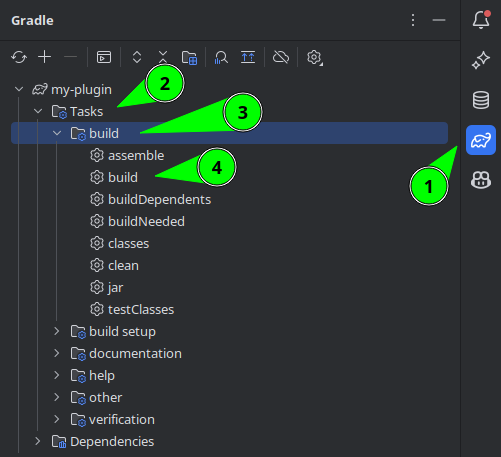 Gradle
my-plugin
2
Tasks
3
build
assemble
4
build
1
buildDependents
buildNeeded
classes
clean
jar
testClasses
build setup
documentation
help
other
verification
Dependencies